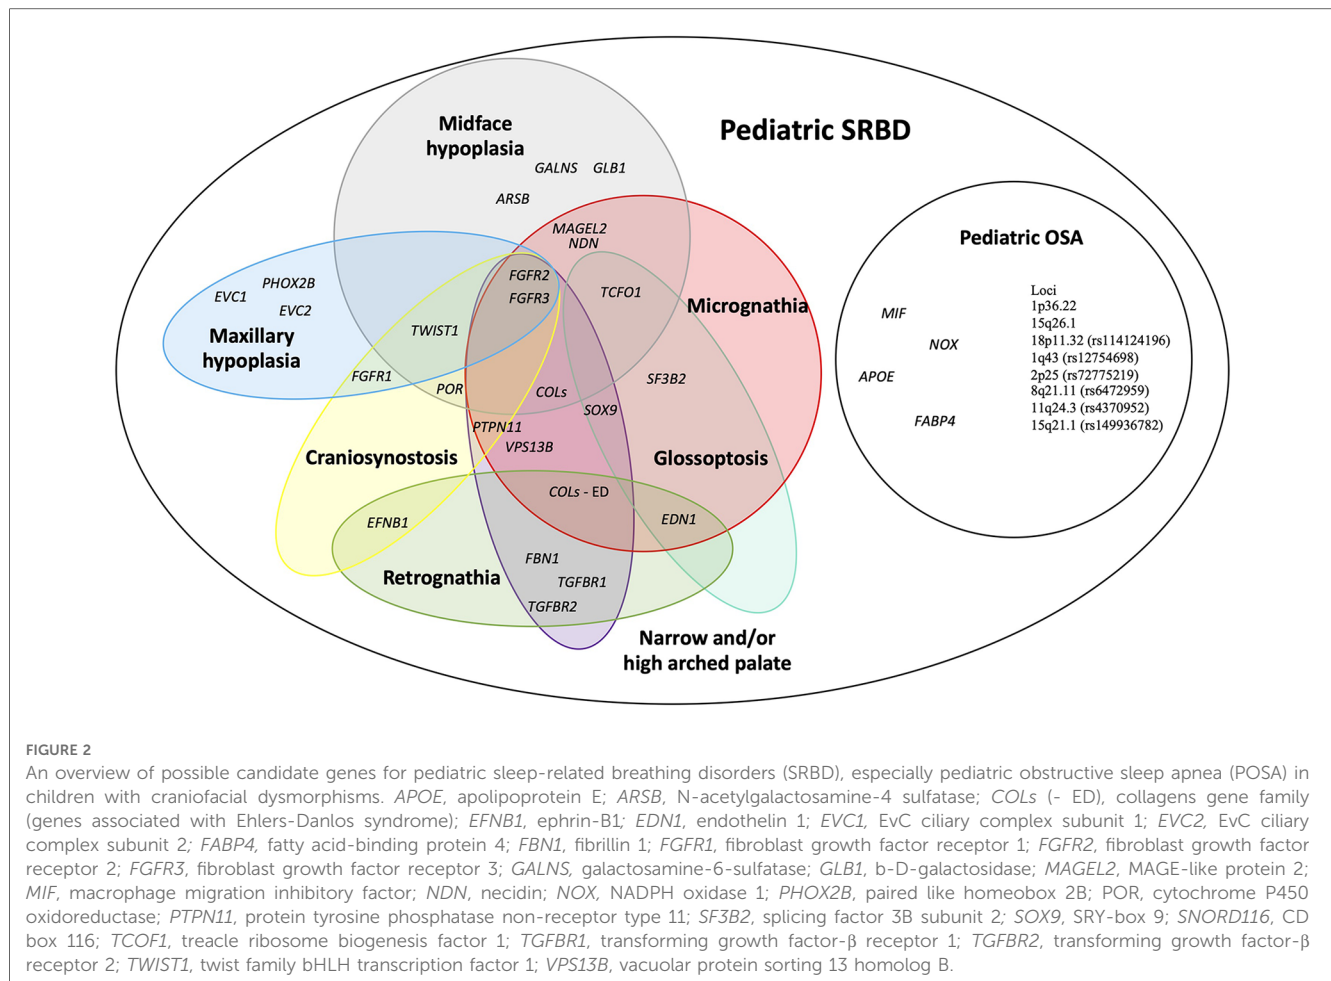 Midface
hypoplasia
Pediatric SRBD
GALNS GLB1
ARSB
MAGEL2
NDN
Pediatric OSA
PHOX2B
EVC1
EVC2
FGFR2
FGFR3
TCFO1
Micrognathia
Maxillary
hypoplasia
TWIST1
FGFR1
POR
COLs
SF3B2
SOX9
PTPN11
VPS13B
Craniosynostosis
Glossoptosis
COLs - ED
EFNB1
EDN1
FBN1
Retrognathia
TGFBR1
TGFBR2
Narrow and/or
high arched palate
MIF
NOX
APOE
FABP4
Loci
1p36.22
15q26.1
18p11.32 (rs114124196)
1q43 (rs12754698)
2p25 (rs72775219)
8q21.11 (rs6472959)
11q24.3 (rs4370952)
15q21.1 (rs149936782)
FIGURE 2
An overview of possible candidate genes for pediatric sleep-related breathing disorders (SRBD), especially pediatric obstructive sleep apnea (POSA) in
children with craniofacial dysmorphisms. APOE, apolipoprotein E; ARSB, N-acetylgalactosamine-4 sulfatase; COLs (- ED), collagens gene family
(genes associated with Ehlers-Danlos syndrome); EFNB1, ephrin-B1; EDN1, endothelin 1; EVC1, EvC ciliary complex subunit 1; EVC2, EvC ciliary
complex subunit 2; FABP4, fatty acid-binding protein 4; FBN1, fibrillin 1; FGFR1, fibroblast growth factor receptor 1; FGFR2, fibroblast growth factor
receptor 2; FGFR3, fibroblast growth factor receptor 3; GALNS, galactosamine-6-sulfatase; GLB1, b-D-galactosidase; MAGEL2, MAGE-like protein 2;
MIF, macrophage migration inhibitory factor; NDN, necidin; NOX, NADPH oxidase 1; PHOX2B, paired like homeobox 2B; POR, cytochrome P450
oxidoreductase; PTPN11, protein tyrosine phosphatase non-receptor type 11; SF3B2, splicing factor 3B subunit 2; SOX9, SRY-box 9; SNORD116, CD
box 116; TCOF1, treacle ribosome biogenesis factor 1; TGFBR1, transforming growth factor-β receptor 1; TGFBR2, transforming growth factor-β
receptor 2; TWIST1, twist family bHLH transcription factor 1; VPS13B, vacuolar protein sorting 13 homolog B.